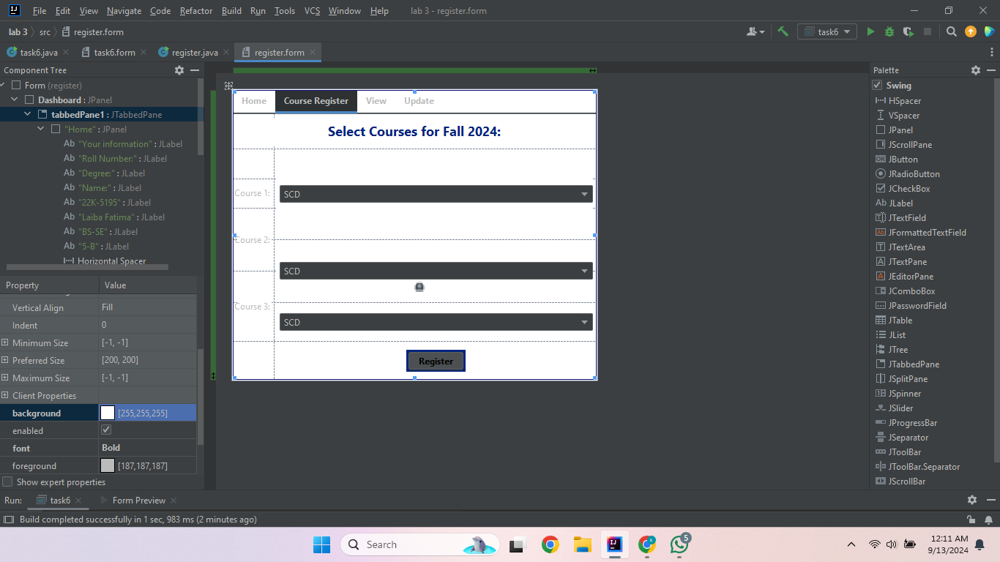 File Edit View Navigate Code Refactor Build Run Tools VCS Window Help lab 3 - register.form
lab 3 src register.form task6
task6.java task6.form register.java register.form
Component Tree
Form (register)
Dashboard : JPanel
tabbedPane1 : JTabbedPane
"Home" : JPanel
Ab "Your information" : JLabel
Ab "Roll Number:" : JLabel
Ab "Degree:" : JLabel
Ab "Name:" : JLabel
Ab "22K-5195" : JLabel
Ab "Laiba Fatima" : JLabel
Ab "BS-SE" : JLabel
Ab "5-B" : JLabel
Horizontal Spacer
Property Value
Vertical Align Fill
Indent 0
Minimum Size [-1, -1]
Preferred Size [200, 200]
Maximum Size [-1, -1]
Client Properties
background [255,255,255]
enabled
font Bold
foreground [187,187,187]
Show expert properties
Home Course Register View Update
Select Courses for Fall 2024:
Course 1: SCD
Course 2:
SCD
Course 3:
SCD
Register
Palette
Swing
HSpacer
VSpacer
JPanel
JScrollPane
OK JButton
JRadioButton
JCheckBox
Ab JLabel
JTextField
JFormattedTextField
JTextArea
JTextPane
JEditorPane
JComboBox
JPasswordField
JTable
JList
JTree
JTabbedPane
JSplitPane
JSpinner
JSlider
JProgressBar
JSeparator
JToolBar
JToolBar.Separator
JScrollBar
Run: task6 Form Preview
Build completed successfully in 1 sec, 983 ms (2 minutes ago)
Search
5
12:11 AM
9/13/2024